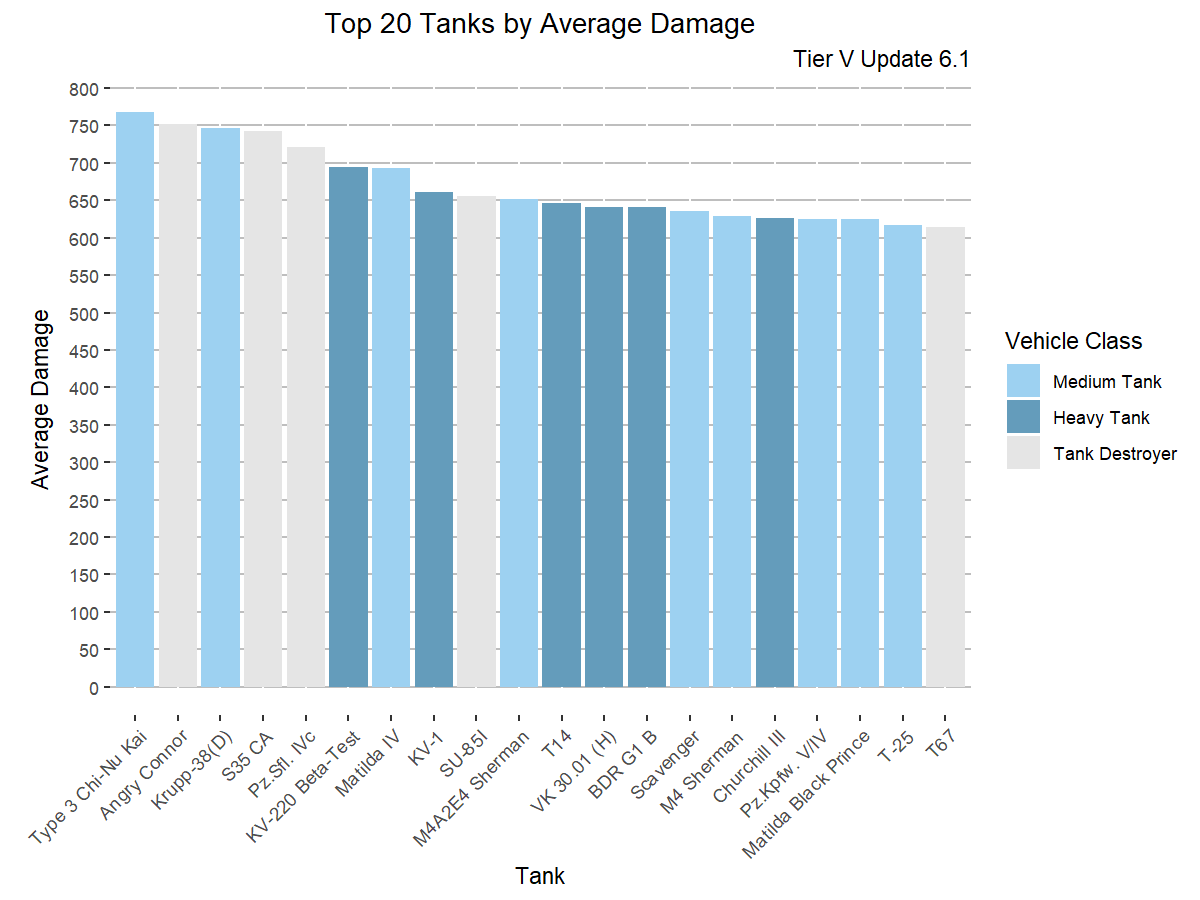 Top 20 Tanks by Average Damage
Tier V Update 6.1
800
750
700
650
600
550
500
450
400
350
300
250
200
150
100
50
0
Average Damage
Type 3 Chi-Nu Kai
Angry Connor
Krupp-38(D)
S35 CA
Pz.Sfl. IVc
KV-220 Beta-Test
Matilda IV
KV-1
SU-85I
M4A2E4 Sherman
T14
VK 30.01 (H)
BDR G1 B
Scavenger
M4 Sherman
Churchill III
Pz.Kpfw. V/IV
Matilda Black Prince
T-25
T67
Tank
Vehicle Class
Medium Tank
Heavy Tank
Tank Destroyer